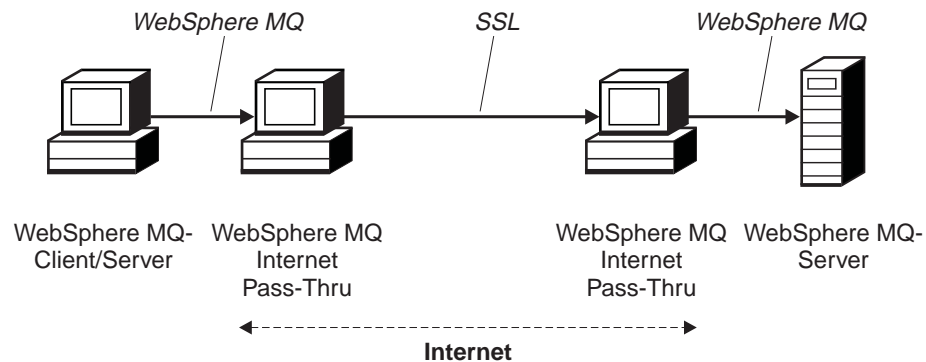 WebSphere MQ
SSL
WebSphere MQ
WebSphere MQ-
Client/Server
WebSphere MQ
Internet
Pass-Thru
WebSphere MQ
Internet
Pass-Thru
WebSphere MQ-
Server
Internet